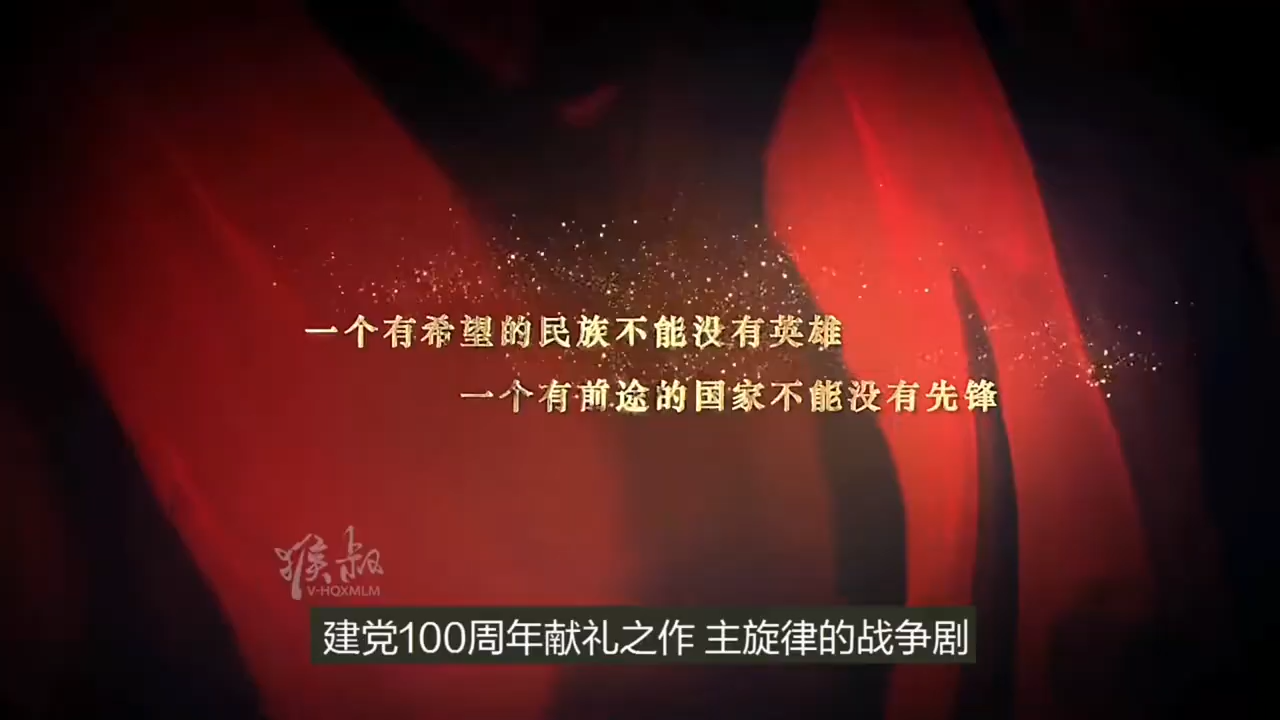 一个有希望的民族不能没有英雄
一个有前途的国家不能没有先锋
猴叔
V-HQXMLM
建党100周年献礼之作 主旋律的战争剧